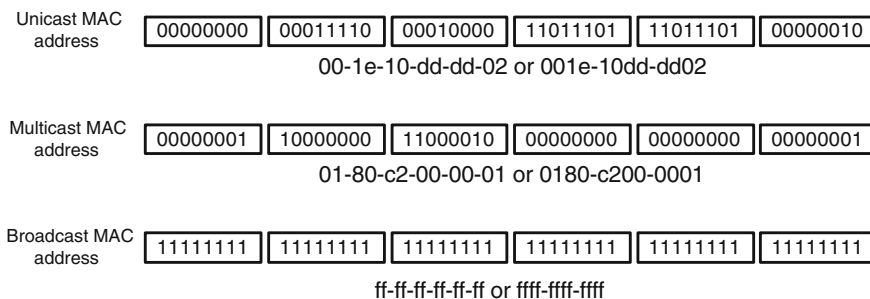 Unicast MAC address
00000000 00011110 00010000 11011101 11011101 00000010
00-1e-10-dd-dd-02 or 001e-10dd-dd02
Multicast MAC address
00000001 10000000 11000010 00000000 00000000 00000001
01-80-c2-00-00-01 or 0180-c200-0001
Broadcast MAC address
11111111 11111111 11111111 11111111 11111111 11111111
ff-ff-ff-ff-ff-ff or ffff-ffff-ffff